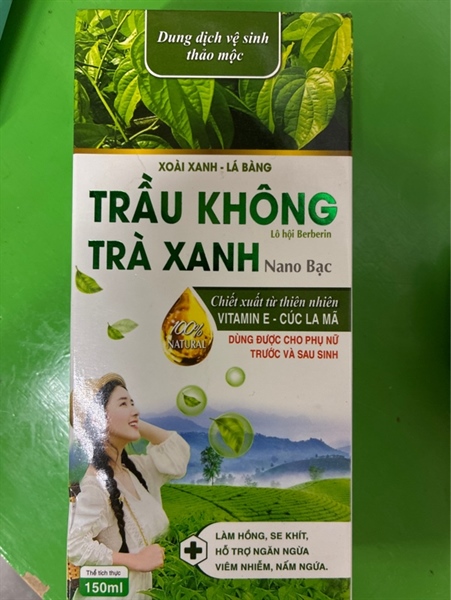 Dung dịch vệ sinh
thảo mộc
XOÀI XANH - LÁ BÀNG
TRẦU KHÔNG
Lô hội Berberin
TRÀ XANH Nano Bạc
Chiết xuất từ thiên nhiên
VITAMIN E - CÚC LA MÃ
100%
NATURAL
DÙNG ĐƯỢC CHO PHỤ NỮ
TRƯỚC VÀ SAU SINH
LÀM HỒNG, SE KHÍT,
HỖ TRỢ NGĂN NGỪA
VIÊM NHIỄM, NẤM NGỨA.
Thể tích thực
150ml